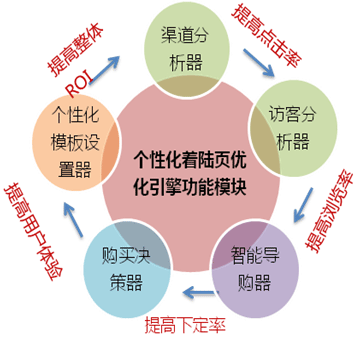 渠道分
析器
提高点击率
访客分
析器
提高浏览率
智能导
购器
提高下定率
购买决
策器
提高用户体验
个性化
模板设
置器
提高整体
ROI
个性化着陆页优
化引擎功能模块